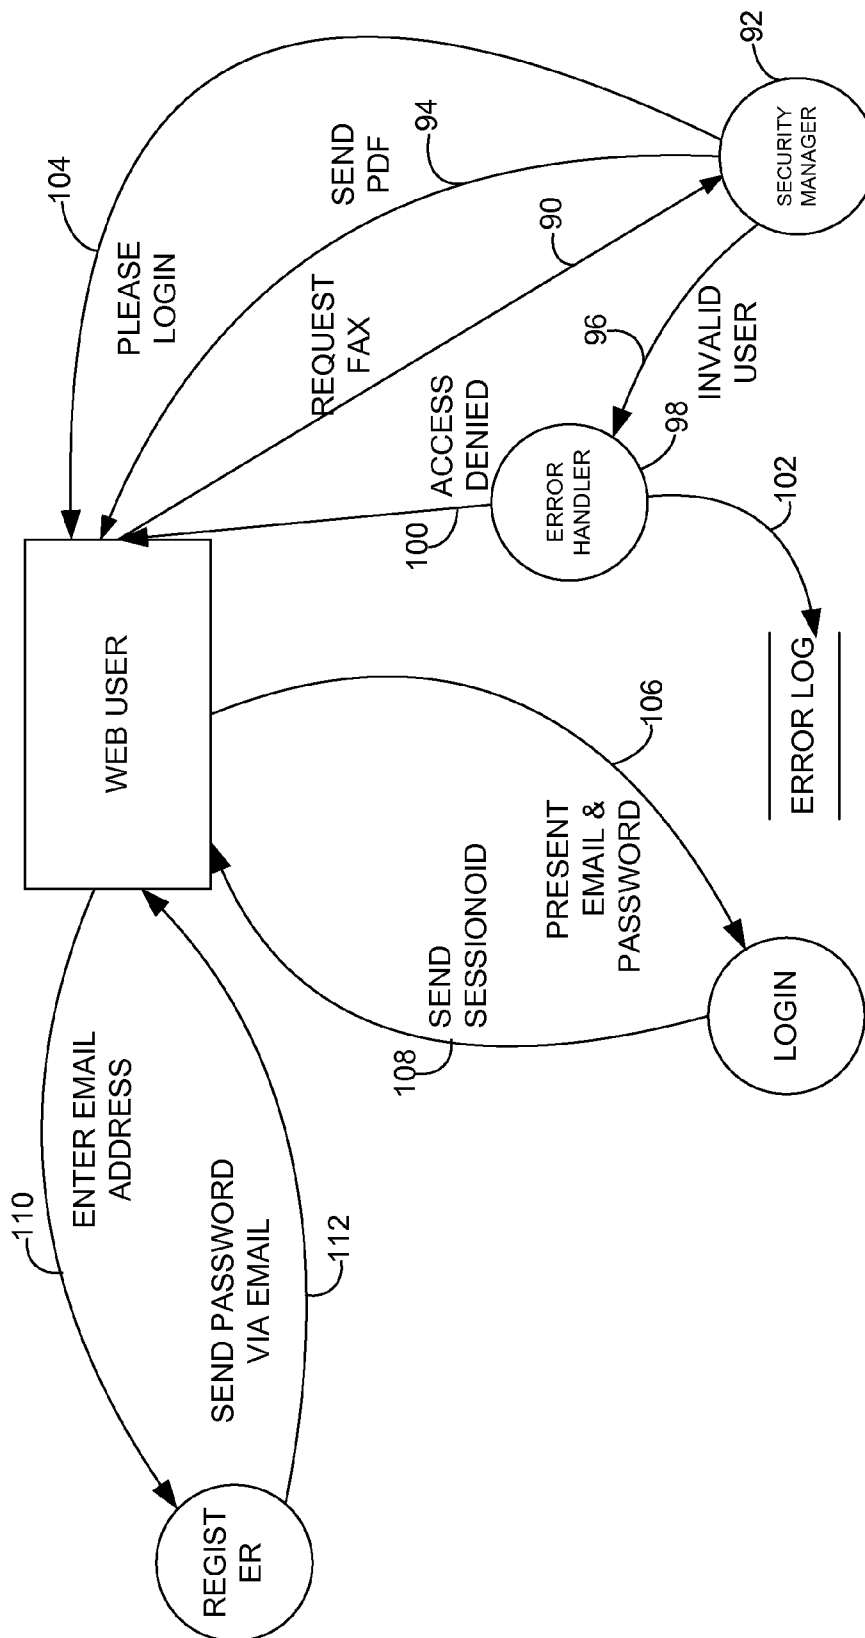 110
ENTER EMAIL
ADDRESS
REGIST
ER
SEND PASSWORD
VIA EMAIL
112
WEB USER
104
PLEASE
LOGIN
SEND
PDF
94
REQUEST
FAX
90
92
SECURITY
MANAGER
ACCESS
DENIED
100
96
INVALID
USER
ERROR
HANDLER
98
102
ERROR LOG
106
PRESENT
EMAIL &
PASSWORD
SEND
SESSIONOID
108
LOGIN